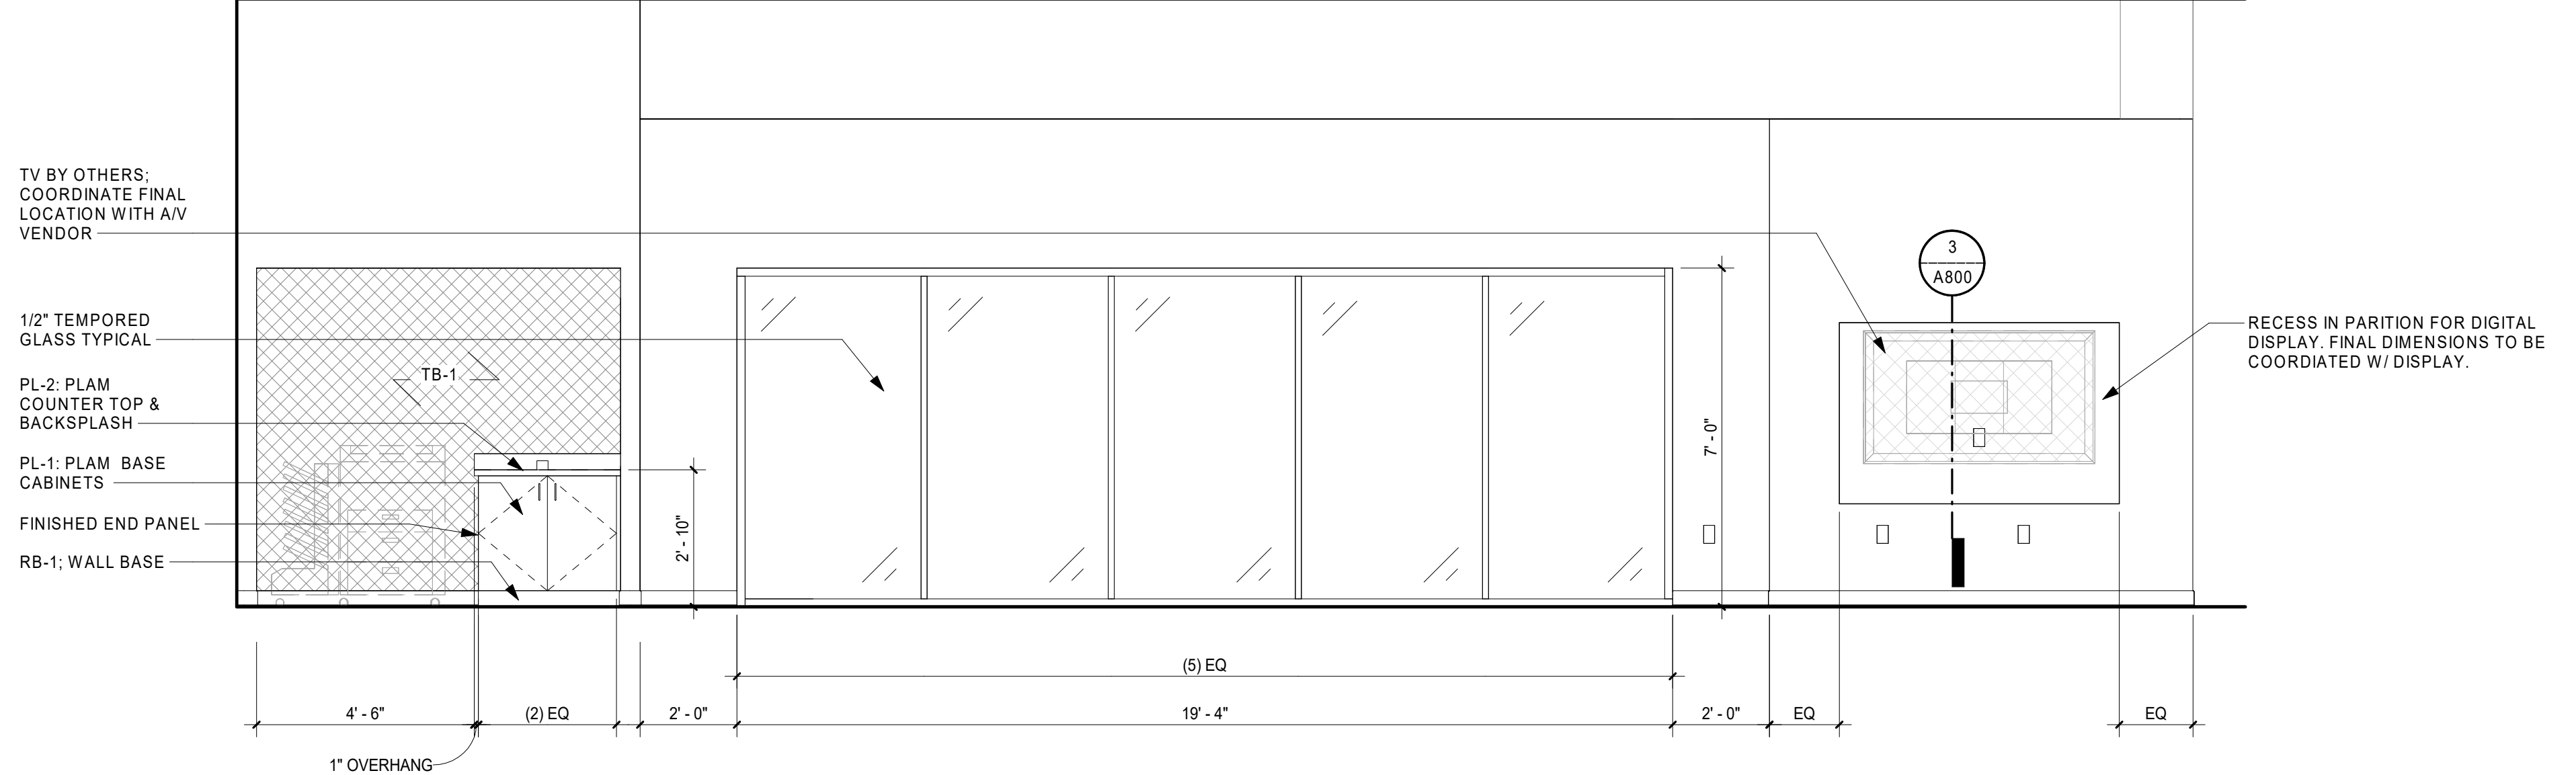 TV BY OTHERS;
COORDINATE FINAL
LOCATION WITH A/V
VENDOR
1/2" TEMPORED
GLASS TYPICAL
PL-2: PLAM
COUNTER TOP &
BACKSPLASH
PL-1: PLAM BASE
CABINETS
FINISHED END PANEL
RB-1; WALL BASE
TB-1
2' - 10"
7' - 0"
3
A800
RECESS IN PARITION FOR DIGITAL
DISPLAY. FINAL DIMENSIONS TO BE
COORDIATED W/ DISPLAY.
(5) EQ
4' - 6"
(2) EQ
2' - 0"
19' - 4"
2' - 0"
EQ
EQ
1" OVERHANG